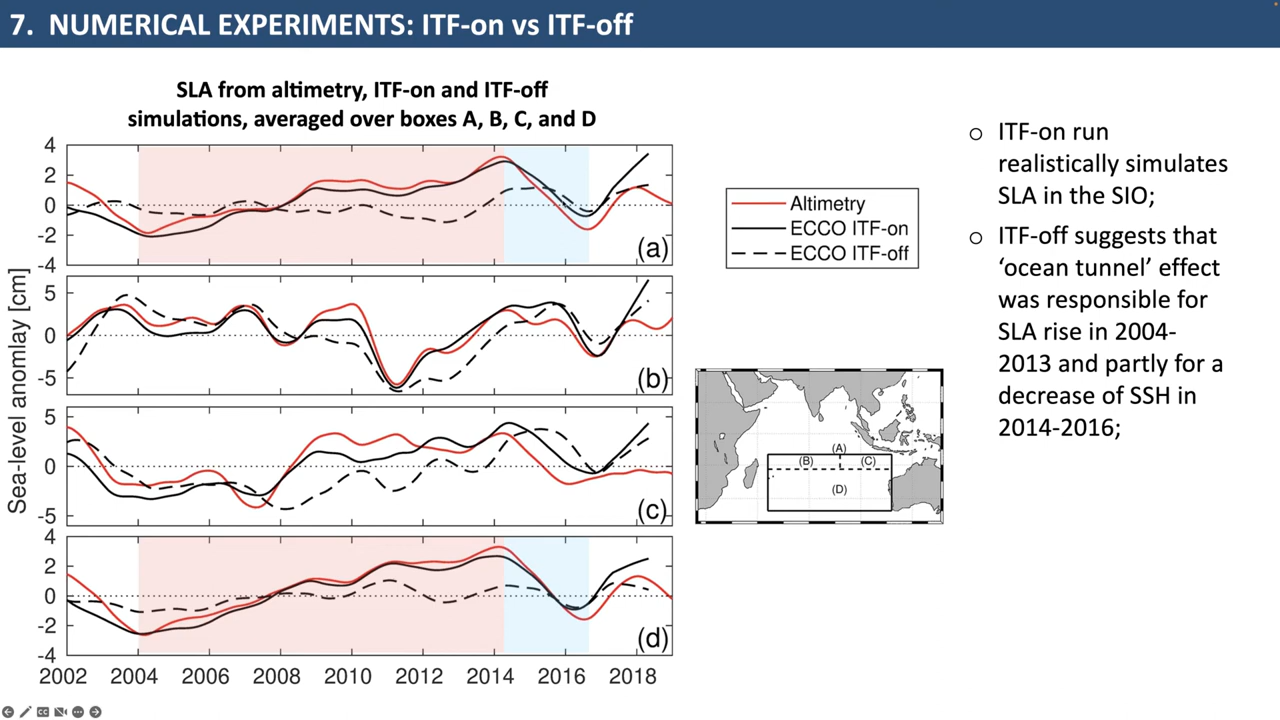 7. NUMERICAL EXPERIMENTS: ITF-on vs ITF-off
SLA from altimetry, ITF-on and ITF-off
simulations, averaged over boxes A, B, C, and D
Sea-level anomlay [cm]
4
2
0
-2
-4
(a)
5
0
-5
(b)
5
0
-5
(c)
4
2
0
-2
-4
(d)
2002 2004 2006 2008 2010 2012 2014 2016 2018
Altimetry
ECCO ITF-on
ECCO ITF-off
(A)
(B) (C)
(D)
o ITF-on run
realistically simulates
SLA in the SIO;
o ITF-off suggests that
‘ocean tunnel’ effect
was responsible for
SLA rise in 2004-
2013 and partly for a
decrease of SSH in
2014-2016;